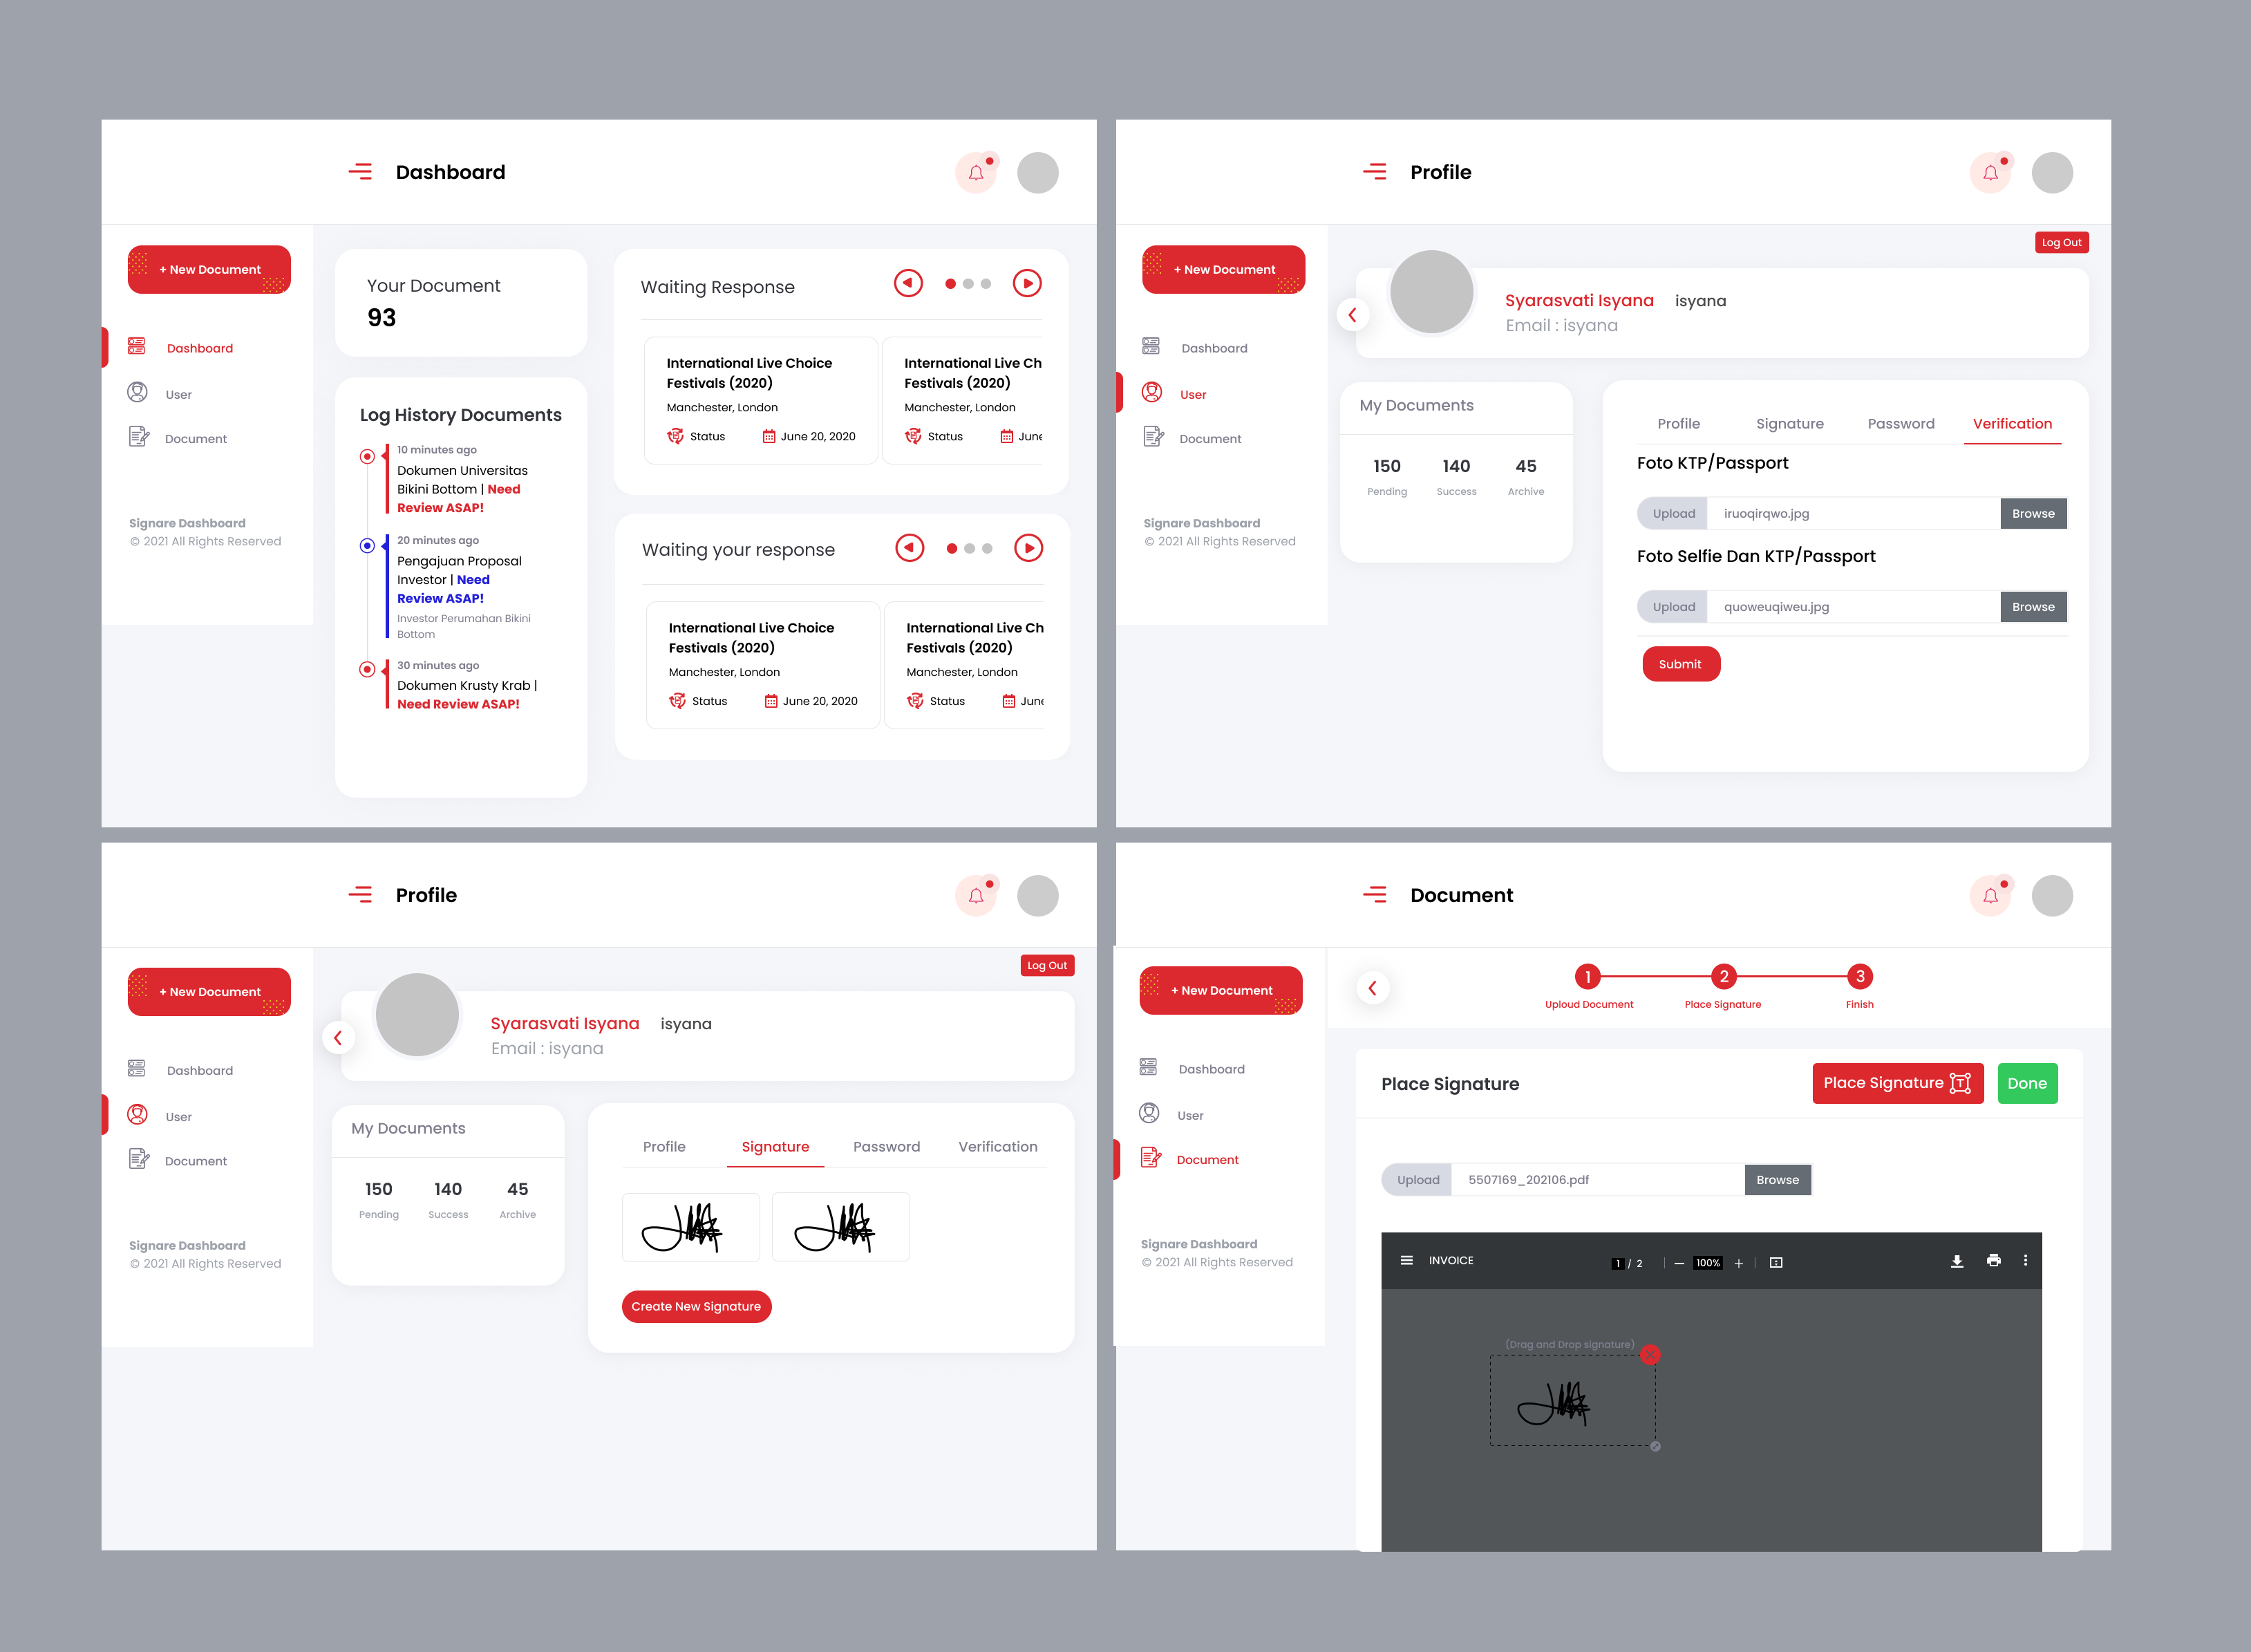 Dashboard
+ New Document
Dashboard
User
Document
Signare Dashboard
© 2021 All Rights Reserved
Your Document
93
Log History Documents
10 minutes ago
Dokumen Universitas
Bikini Bottom | Need
Review ASAP!
20 minutes ago
Pengajuan Proposal
Investor | Need
Review ASAP!
Investor Perumahan Bikini
Bottom
30 minutes ago
Dokumen Krusty Krab |
Need Review ASAP!
Waiting Response
International Live Choice
Festivals (2020)
Manchester, London
Status June 20, 2020
International Live Ch
Festivals (2020)
Manchester, London
Status June
Waiting your response
International Live Choice
Festivals (2020)
Manchester, London
Status June 20, 2020
International Live Ch
Festivals (2020)
Manchester, London
Status June
Profile
Log Out
+ New Document
Dashboard
User
Document
Signare Dashboard
© 2021 All Rights Reserved
Syarasvati Isyana isyana
Email : isyana
My Documents
150 140 45
Pending Success Archive
Profile Signature Password Verification
Foto KTP/Passport
Upload iruoqirqwo.jpg Browse
Foto Selfie Dan KTP/Passport
Upload quoweuqiweu.jpg Browse
Submit
Profile
Log Out
+ New Document
Dashboard
User
Document
Signare Dashboard
© 2021 All Rights Reserved
Syarasvati Isyana isyana
Email : isyana
My Documents
150 140 45
Pending Success Archive
Profile Signature Password Verification
Create New Signature
Document
+ New Document
Dashboard
User
Document
Signare Dashboard
© 2021 All Rights Reserved
1 2 3
Uploud Document Place Signature Finish
Place Signature
Place Signature T
Done
Upload 5507169_202106.pdf Browse
INVOICE 1 / 2 100%
(Drag and Drop signature)